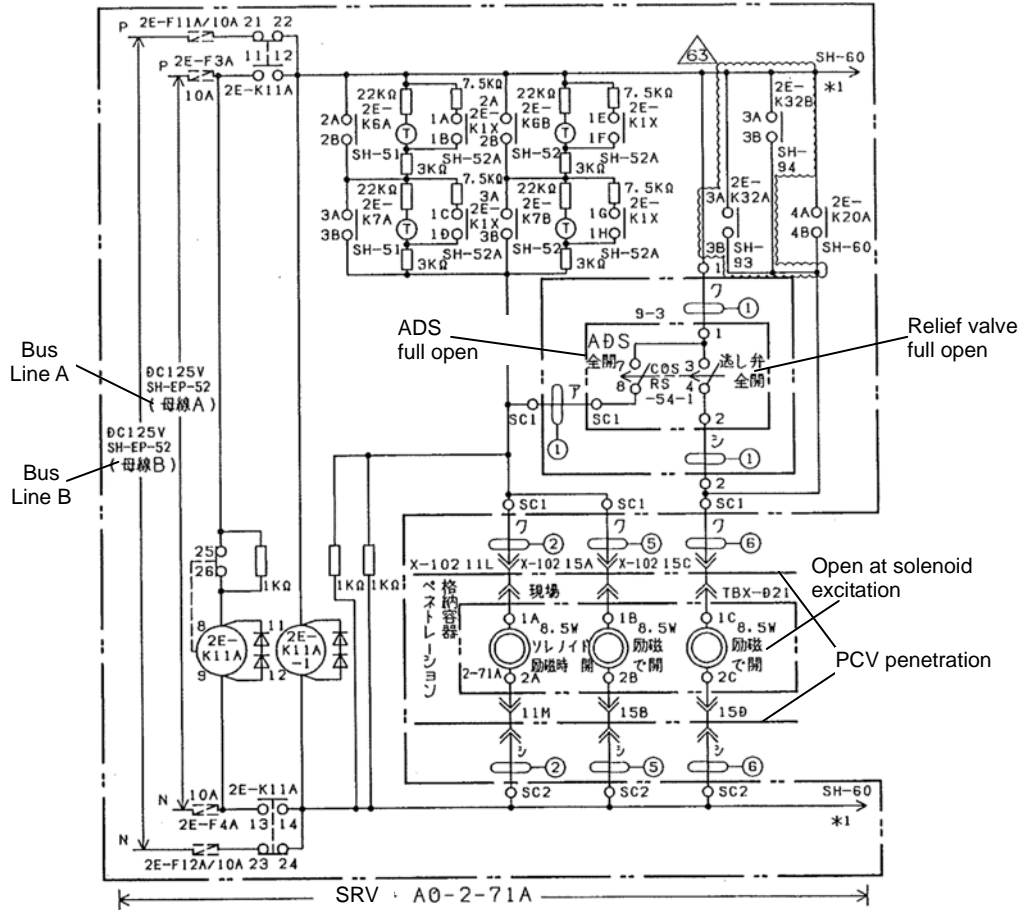 P 2E-F11A/10A 21 22
P 2E-F3A 11 12
10A 2E-K11A
63
SH-60
*1
22KΩ
2E-
K6A
2A
2B
T
SH-51
3KΩ
7.5KΩ
1A
1B
2E-
K1X
SH-52A
2A
2B
2E-
K6B
SH-52
22KΩ
T
3KΩ
7.5KΩ
1E
1F
2E-
K1X
SH-52A
22KΩ
2E-
K7A
3A
3B
T
SH-51
3KΩ
7.5KΩ
1C
1D
2E-
K1X
SH-52A
3A
3B
2E-
K7B
SH-52
22KΩ
T
3KΩ
7.5KΩ
1G
1H
2E-
K1X
SH-52A
2E-
K32B
3A
3B
SH-
94
2E-
K32A
3A
3B
SH-
93
4A
4B
2E-
K20A
SH-60
1
ワ
1
9-3
1
ADS
full open
ADS
全開
7
8
COS
RS
-54-1
3
4
逃し弁
全開
Relief valve
full open
SC1
ア
SC1
1
2
シ
1
2
Bus
Line A
DC125V
SH-EP-52
(母線A)
Bus
Line B
DC125V
SH-EP-52
(母線B)
25
26
1KΩ
1KΩ
1KΩ
8
2E-
K11A
9
11
12
2E-
K11A
-1
SC1
SC1
SC1
ワ
ワ
ワ
2
5
6
X-102 11L
X-102 15A
X-102 15C
格納容器
ペネトレーション
現場
TBX-D21
Open at solenoid
excitation
1A
1B
1C
8.5W
ソレノイド
励磁時 開
8.5W
励磁
で開
8.5W
励磁
で開
2-71A
2A
2B
2C
PCV penetration
11M
15B
15D
シ
シ
シ
2
5
6
SC2
SC2
SC2
N 10A
2E-F4A
2E-K11A
13 14
SH-60
*1
N
2E-F12A/10A 23 24
SRV · AO-2-71A